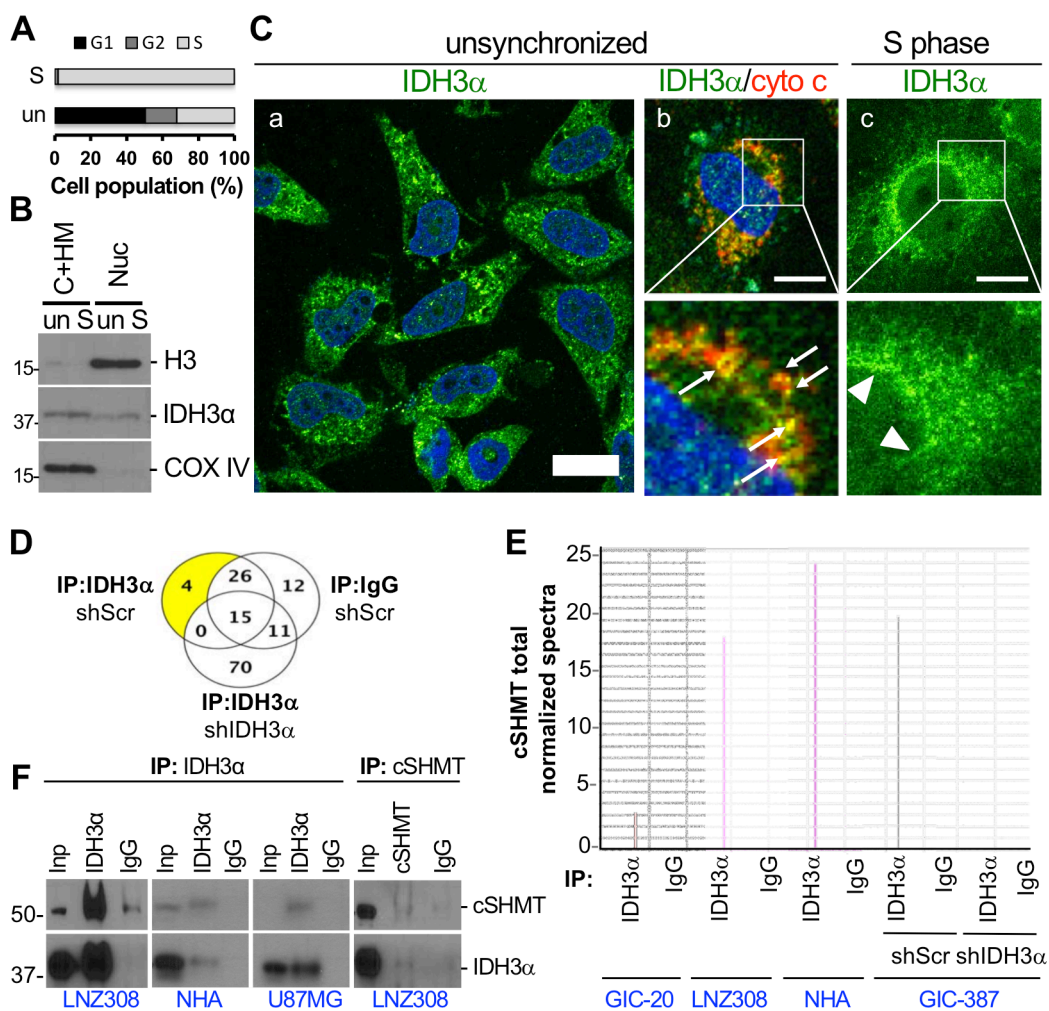 A
G1 G2 S
S
un
0 20 40 60 80 100
Cell population (%)
B
C+HM
Nuc
un S un S
15- - H3
37- - IDH3α
15- - COX IV
C
unsynchronized
S phase
IDH3α
IDH3α/cyto c
IDH3α
a
b
c
D
IP:IDH3α
shScr
IP:IgG
shScr
4
26
12
15
0
11
70
IP:IDH3α
shIDH3α
E
cSHMT total
normalized spectra
25
20
15
10
5
0
IP:
IDH3α IgG IDH3α IgG IDH3α IgG IDH3α IgG IDH3α IgG
shScr shIDH3α
GIC-20 LNZ308 NHA GIC-387
F
IP: IDH3α
IP: cSHMT
Inp IDH3α IgG Inp IDH3α IgG Inp IDH3α IgG Inp cSHMT IgG
50- -cSHMT
37- -IDH3α
LNZ308 NHA U87MG LNZ308